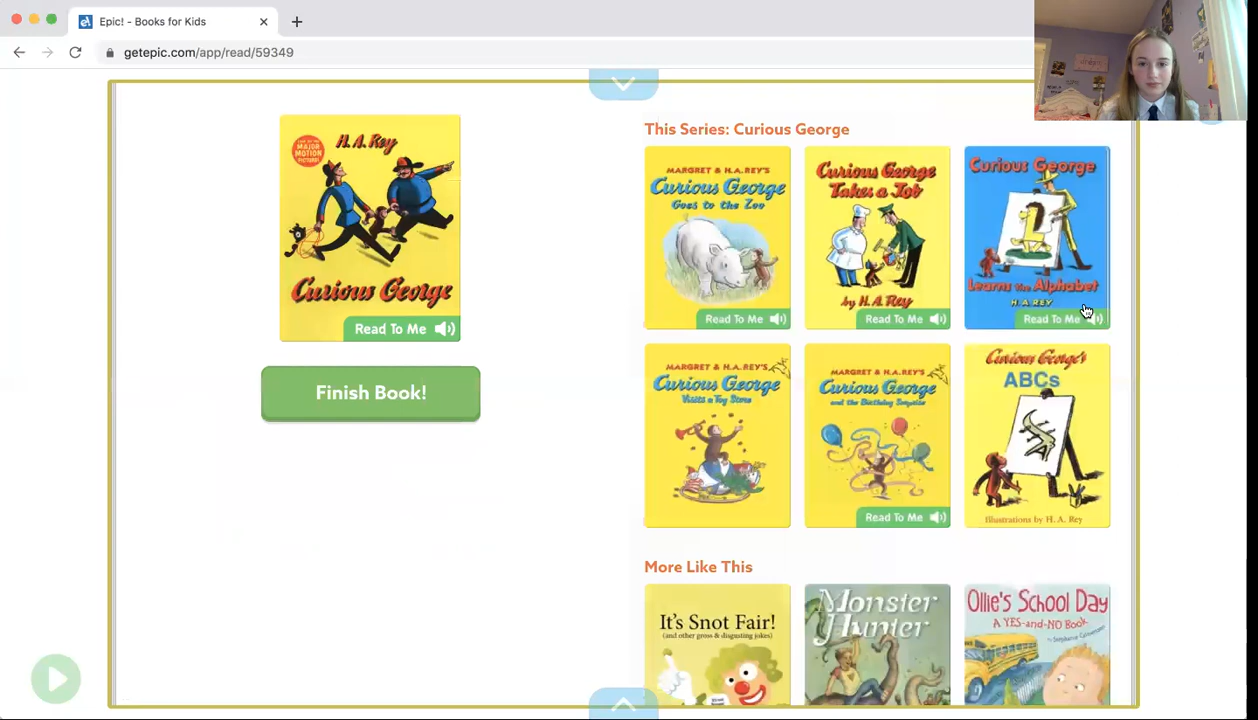 Epic! - Books for Kids
getepic.com/app/read/59349
LOOK FOR THE
MAJOR
MOTION
PICTURE!
H. A. Rey
Curious George
Read To Me
Finish Book!
This Series: Curious George
MARGRET & H.A. REY'S
Curious George
Goes to the Zoo
Read To Me
Curious George
Takes a Job
by H. A. Rey
Read To Me
Curious George
Learns the Alphabet
H. A. REY
Read To Me
MARGRET & H.A. REY'S
Curious George
Visits a Toy Store
MARGRET & H.A. REY'S
Curious George
and the Birthday Surprise
Read To Me
Curious George's
ABCs
Illustrations by H. A. Rey
More Like This
It's Snot Fair!
(and other gross & disgusting jokes)
Monster
Hunter
Ollie's School Day
A YES-and-NO Book